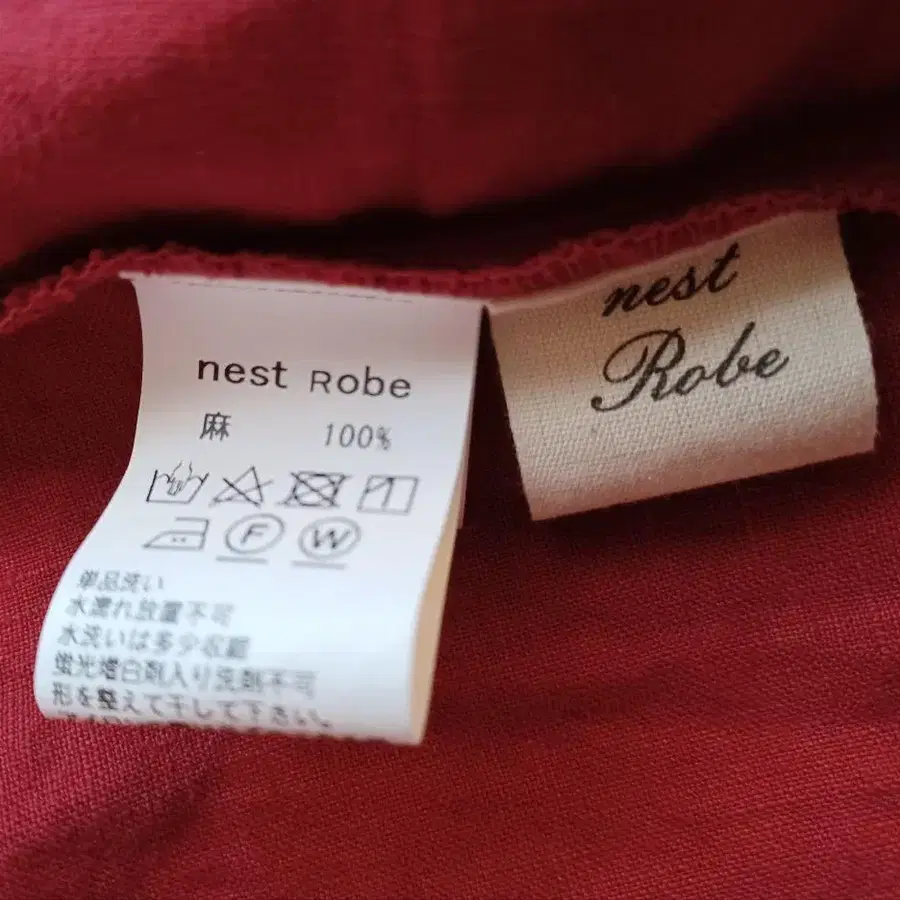 nest Robe
麻 100%
F W
単品洗い
水濡れ放置不可
水洗いは多少収縮
蛍光増白剤入り洗剤不可
形を整えて干して下さい。
nest
Robe